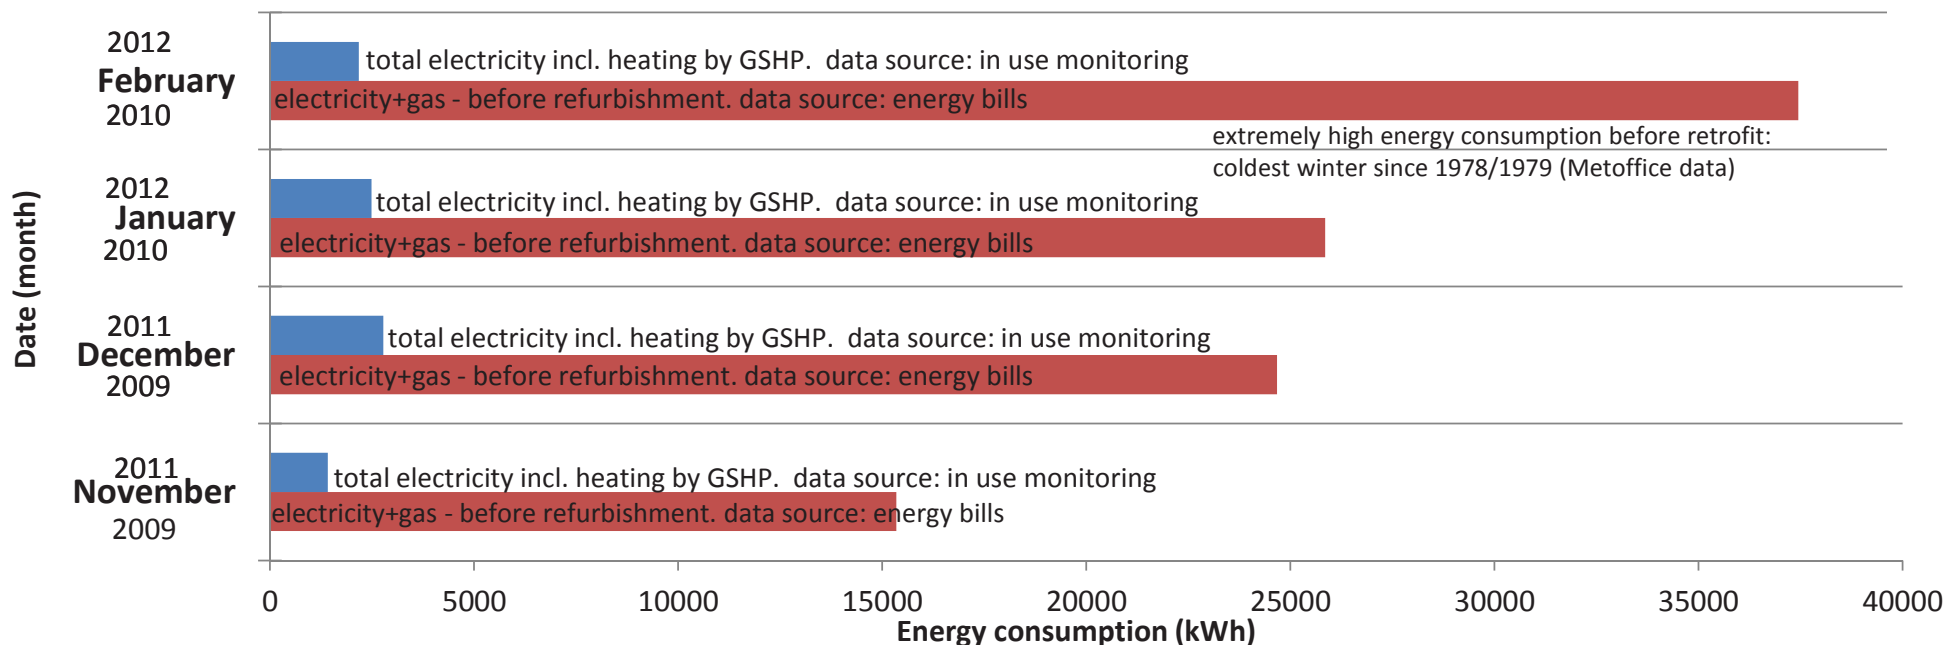 2012
February
2010
total electricity incl. heating by GSHP.  data source: in use monitoring
electricity+gas - before refurbishment. data source: energy bills
extremely high energy consumption before retrofit:
coldest winter since 1978/1979 (Metoffice data)
2012
January
2010
total electricity incl. heating by GSHP.  data source: in use monitoring
electricity+gas - before refurbishment. data source: energy bills
Date (month)
2011
December
2009
total electricity incl. heating by GSHP.  data source: in use monitoring
electricity+gas - before refurbishment. data source: energy bills
2011
November
2009
total electricity incl. heating by GSHP.  data source: in use monitoring
electricity+gas - before refurbishment. data source: energy bills
0 5000 10000 15000 20000 25000 30000 35000 40000
Energy consumption (kWh)